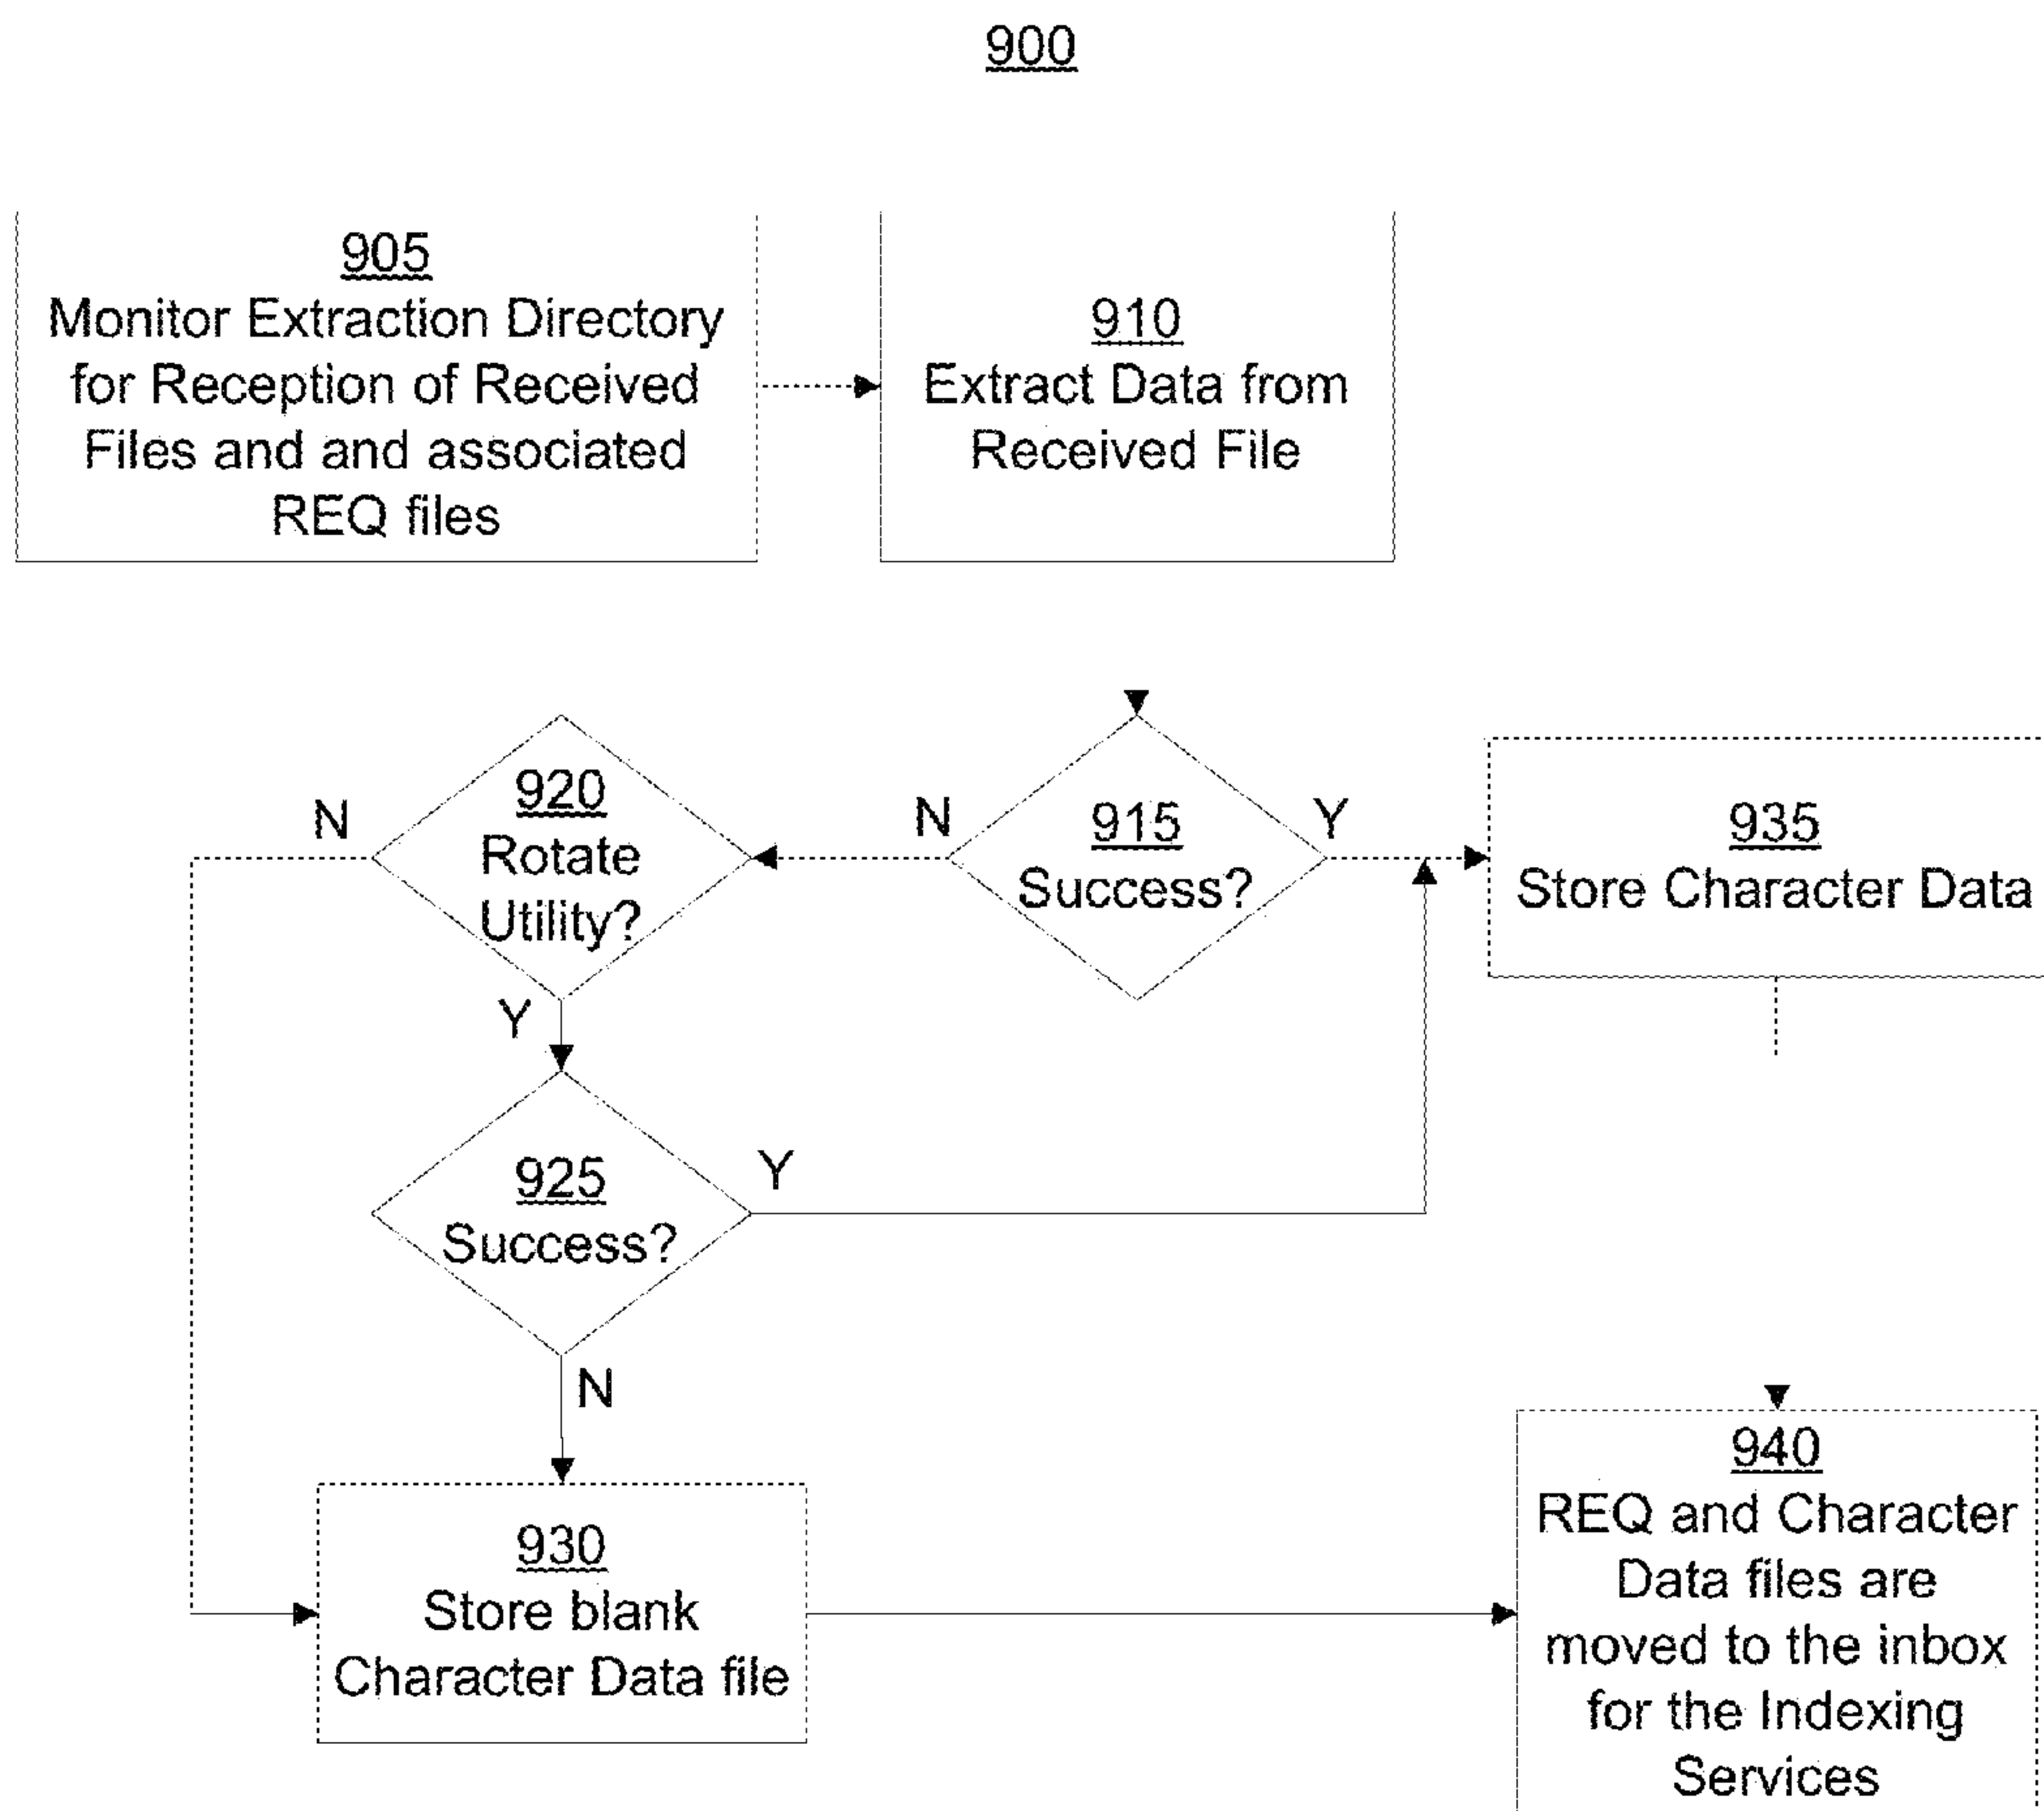 900
905
Monitor Extraction Directory
for Reception of Received
Files and and associated
REQ files
910
Extract Data from
Received File
N
920
Rotate
Utility?
N
915
Success?
Y
935
Store Character Data
Y
925
Success?
Y
N
930
Store blank
Character Data file
940
REQ and Character
Data files are
moved to the inbox
for the Indexing
Services